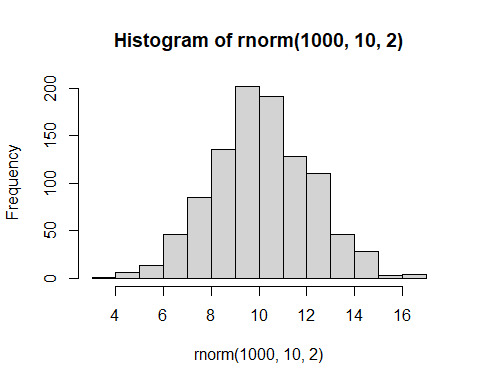 Histogram of rnorm(1000, 10, 2)
Frequency
200
150
100
50
0
4 6 8 10 12 14 16
rnorm(1000, 10, 2)